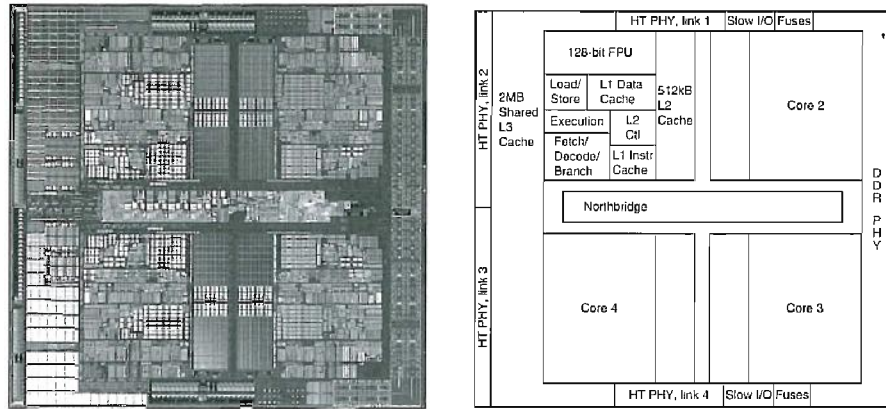 HT PHY, link 1
Slow I/O
Fuses
HT PHY, link 2
2MB
Shared
L3
Cache
128-bit FPU
Load/
Store
L1 Data
Cache
Execution
L2
Ctl
Fetch/
Decode/
Branch
L1 Instr
Cache
512kB
L2
Cache
Core 2
Northbridge
DDR PHY
HT PHY, link 3
Core 4
Core 3
HT PHY, link 4
Slow I/O
Fuses